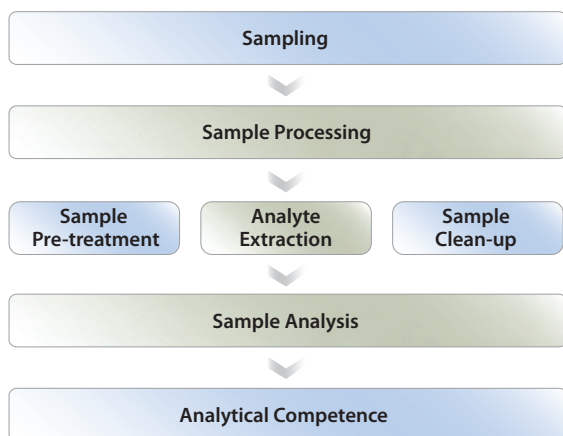 Sampling
Sample Processing
Sample
Pre-treatment
Analyte
Extraction
Sample
Clean-up
Sample Analysis
Analytical Competence